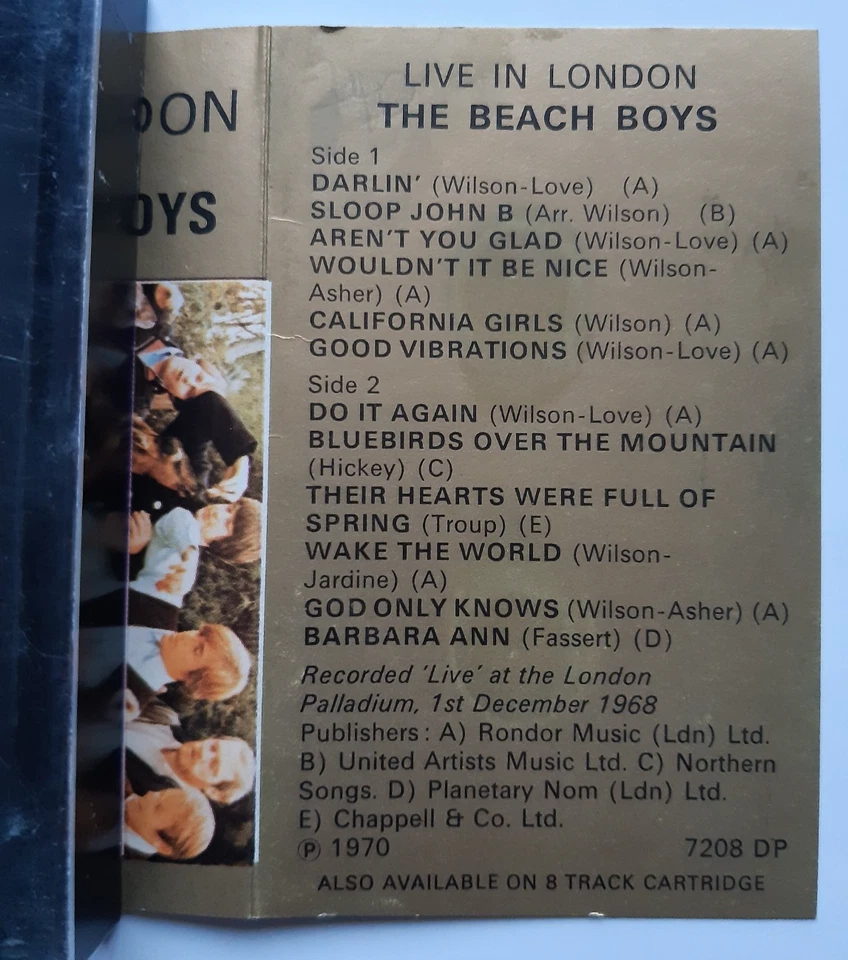 DON
OYS
LIVE IN LONDON
THE BEACH BOYS
Side 1
DARLIN' (Wilson-Love) (A)
SLOOP JOHN B (Arr. Wilson) (B)
AREN'T YOU GLAD (Wilson-Love) (A)
WOULDN'T IT BE NICE (Wilson-
Asher) (A)
CALIFORNIA GIRLS (Wilson) (A)
GOOD VIBRATIONS (Wilson-Love) (A)
Side 2
DO IT AGAIN (Wilson-Love) (A)
BLUEBIRDS OVER THE MOUNTAIN
(Hickey) (C)
THEIR HEARTS WERE FULL OF
SPRING (Troup) (E)
WAKE THE WORLD (Wilson-
Jardine) (A)
GOD ONLY KNOWS (Wilson-Asher) (A)
BARBARA ANN (Fassert) (D)
Recorded 'Live' at the London
Palladium, 1st December 1968
Publishers: A) Rondor Music (Ldn) Ltd.
B) United Artists Music Ltd. C) Northern
Songs. D) Planetary Nom (Ldn) Ltd.
E) Chappell & Co. Ltd.
Ⓟ 1970 7208 DP
ALSO AVAILABLE ON 8 TRACK CARTRIDGE